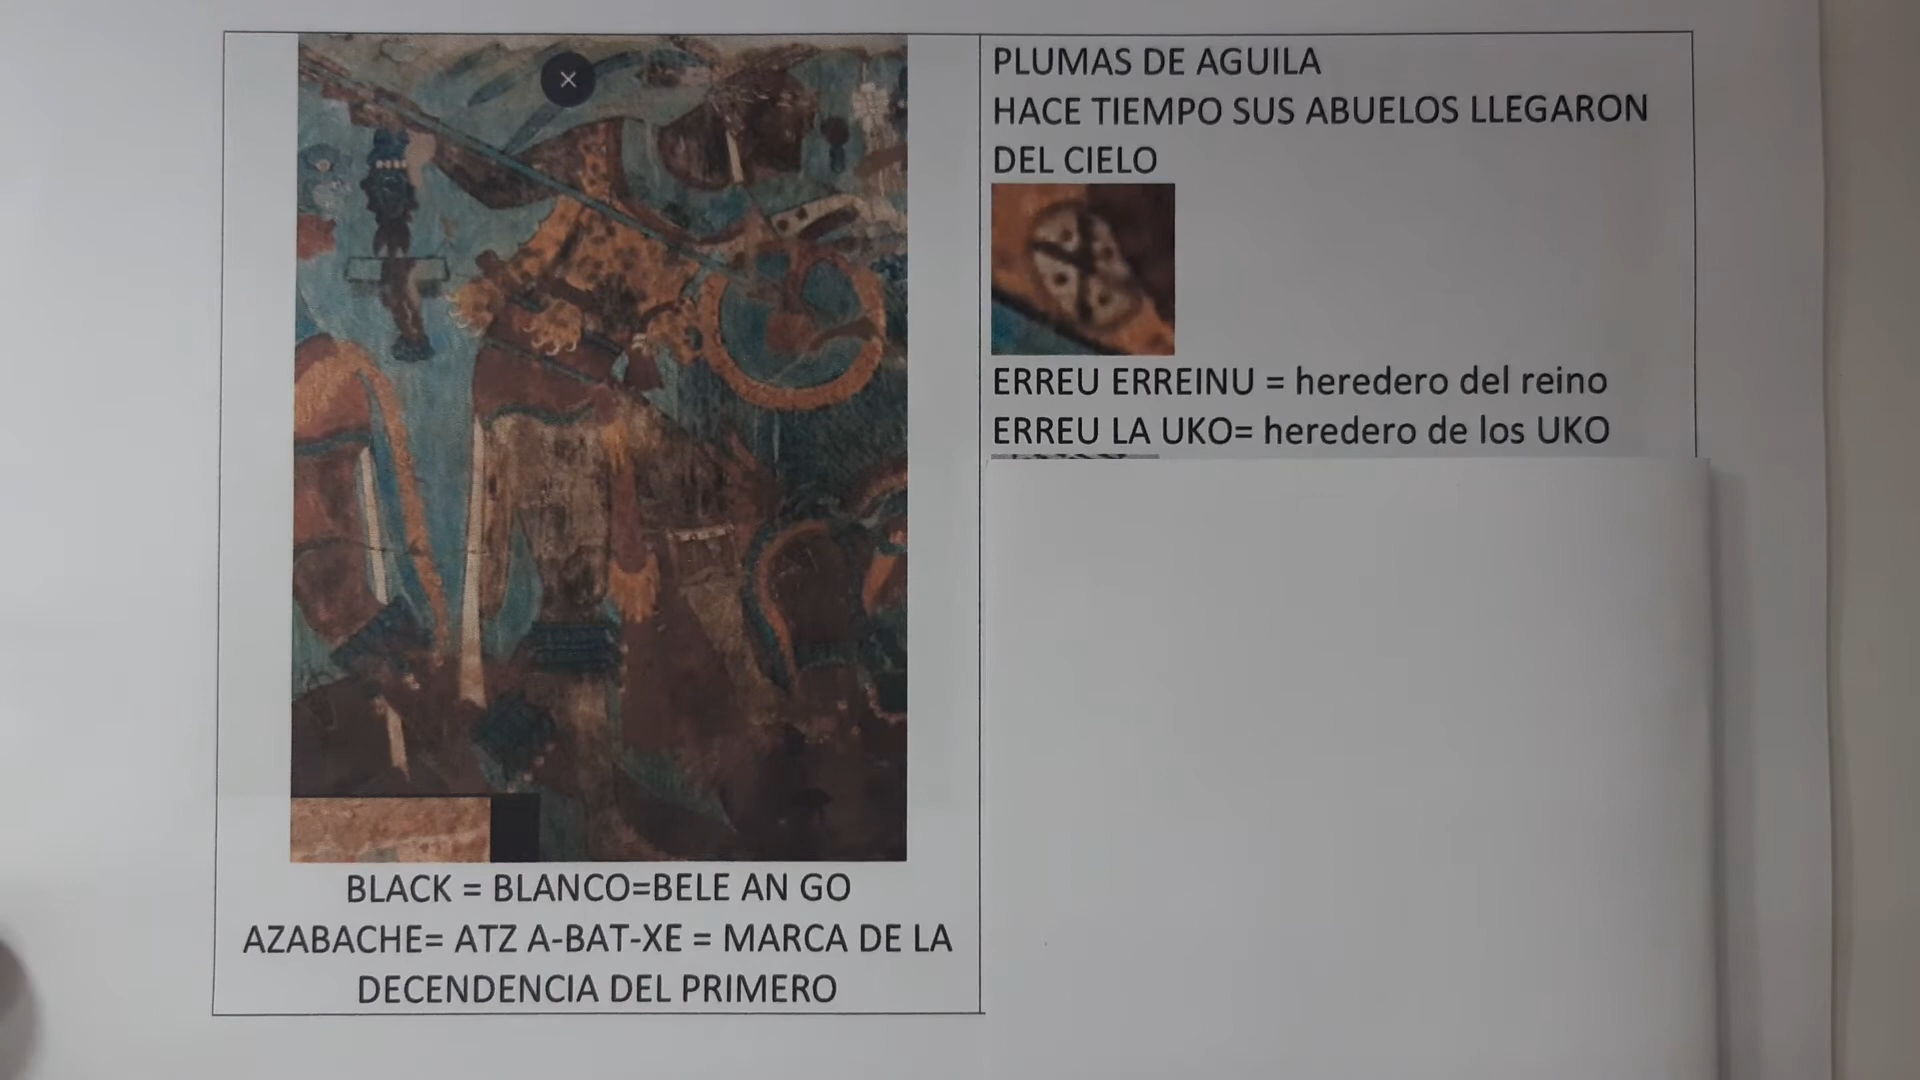 BLACK = BLANCO=BELE AN GO
AZABACHE= ATZ A-BAT-XE = MARCA DE LA
DECENDENCIA DEL PRIMERO
PLUMAS DE AGUILA
HACE TIEMPO SUS ABUELOS LLEGARON
DEL CIELO
ERREU ERREINU = heredero del reino
ERREU LA UKO= heredero de los UKO